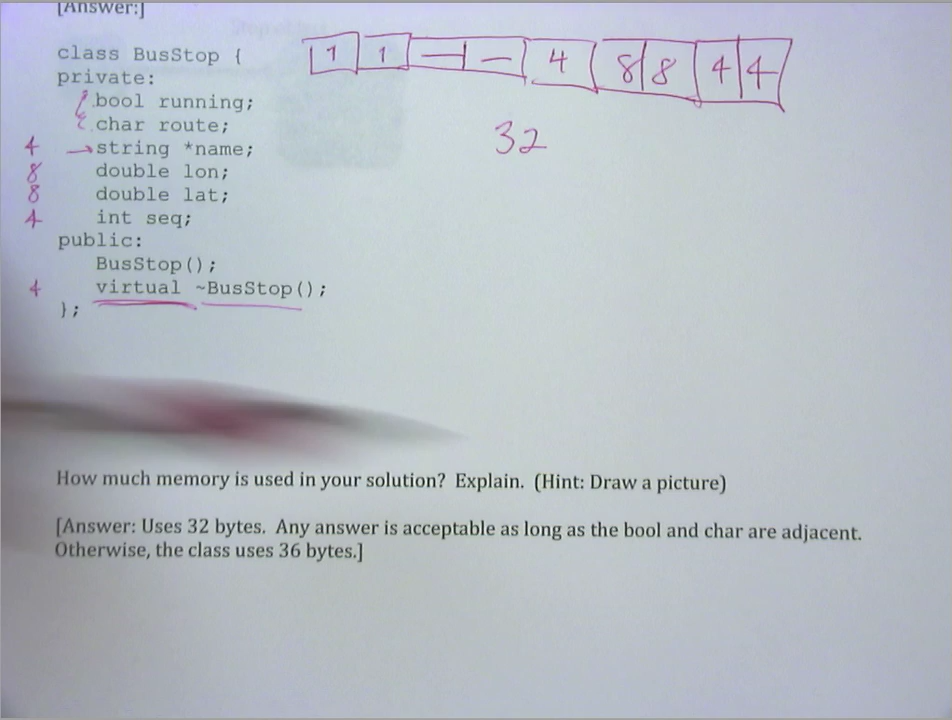 [Answer:]
class BusStop {
1 1 — — 4 8 8 4 4
private:
bool running;
char route;
32
4 →string *name;
8 double lon;
8 double lat;
4 int seq;
public:
BusStop();
4 virtual ~BusStop();
};
How much memory is used in your solution? Explain. (Hint: Draw a picture)
[Answer: Uses 32 bytes. Any answer is acceptable as long as the bool and char are adjacent.
Otherwise, the class uses 36 bytes.]